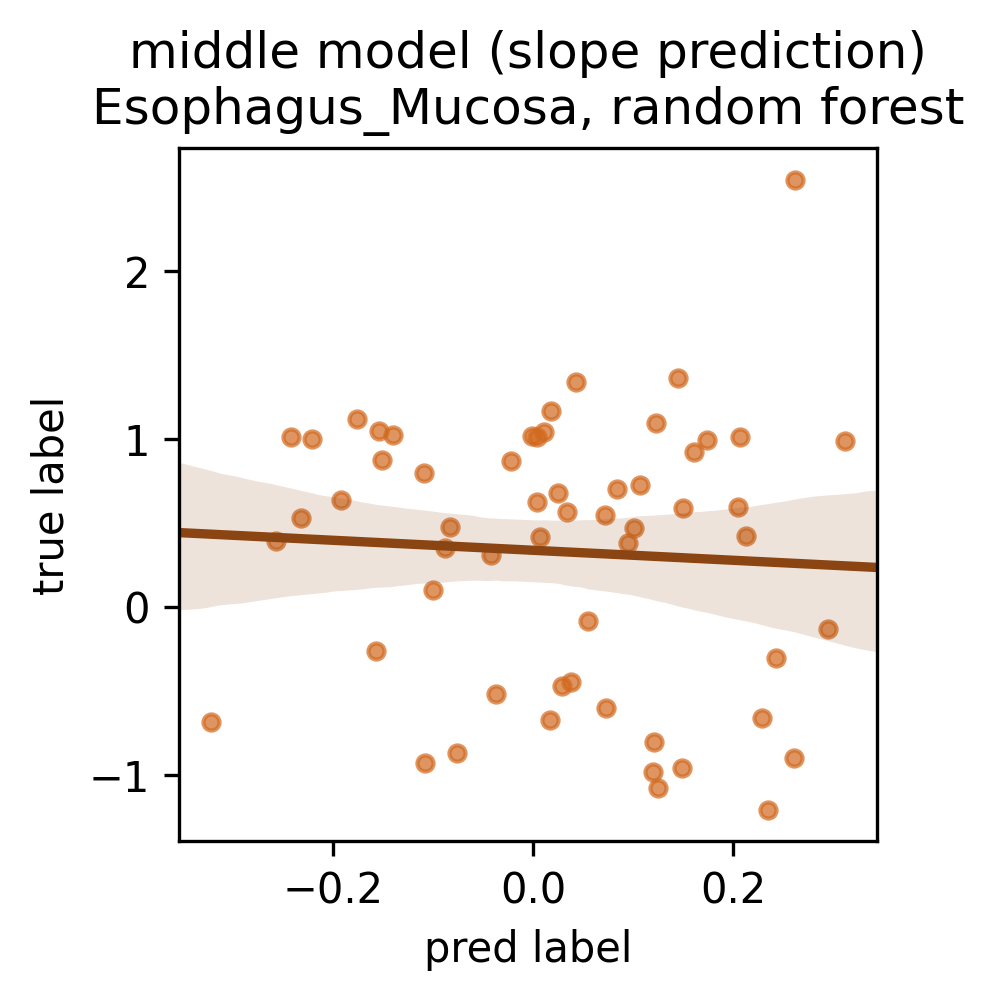 middle model (slope prediction)
Esophagus_Mucosa, random forest
2
1
0
−1
true label
−0.2
0.0
0.2
pred label